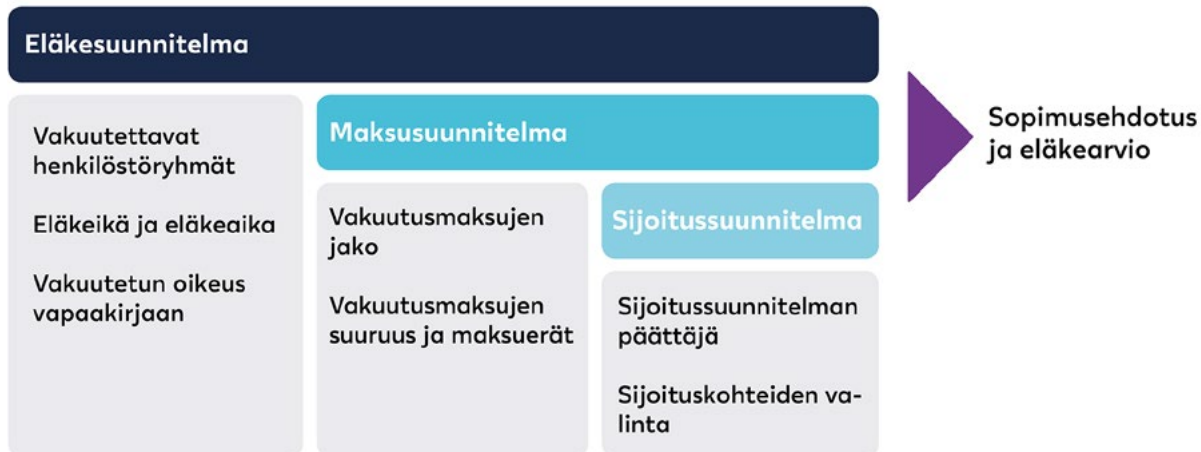 Eläkesuunnitelma
Vakuutettavat
henkilöstöryhmät
Eläkeikä ja eläkeaika
Vakuutetun oikeus
vapaakirjaan
Maksusuunnitelma
Vakuutusmaksujen
jako
Vakuutusmaksujen
suuruus ja maksuerät
Sijoitussuunnitelma
Sijoitussuunnitelman
päättäjä
Sijoituskohteiden va-
linta
Sopimusehdotus
ja eläkearvio